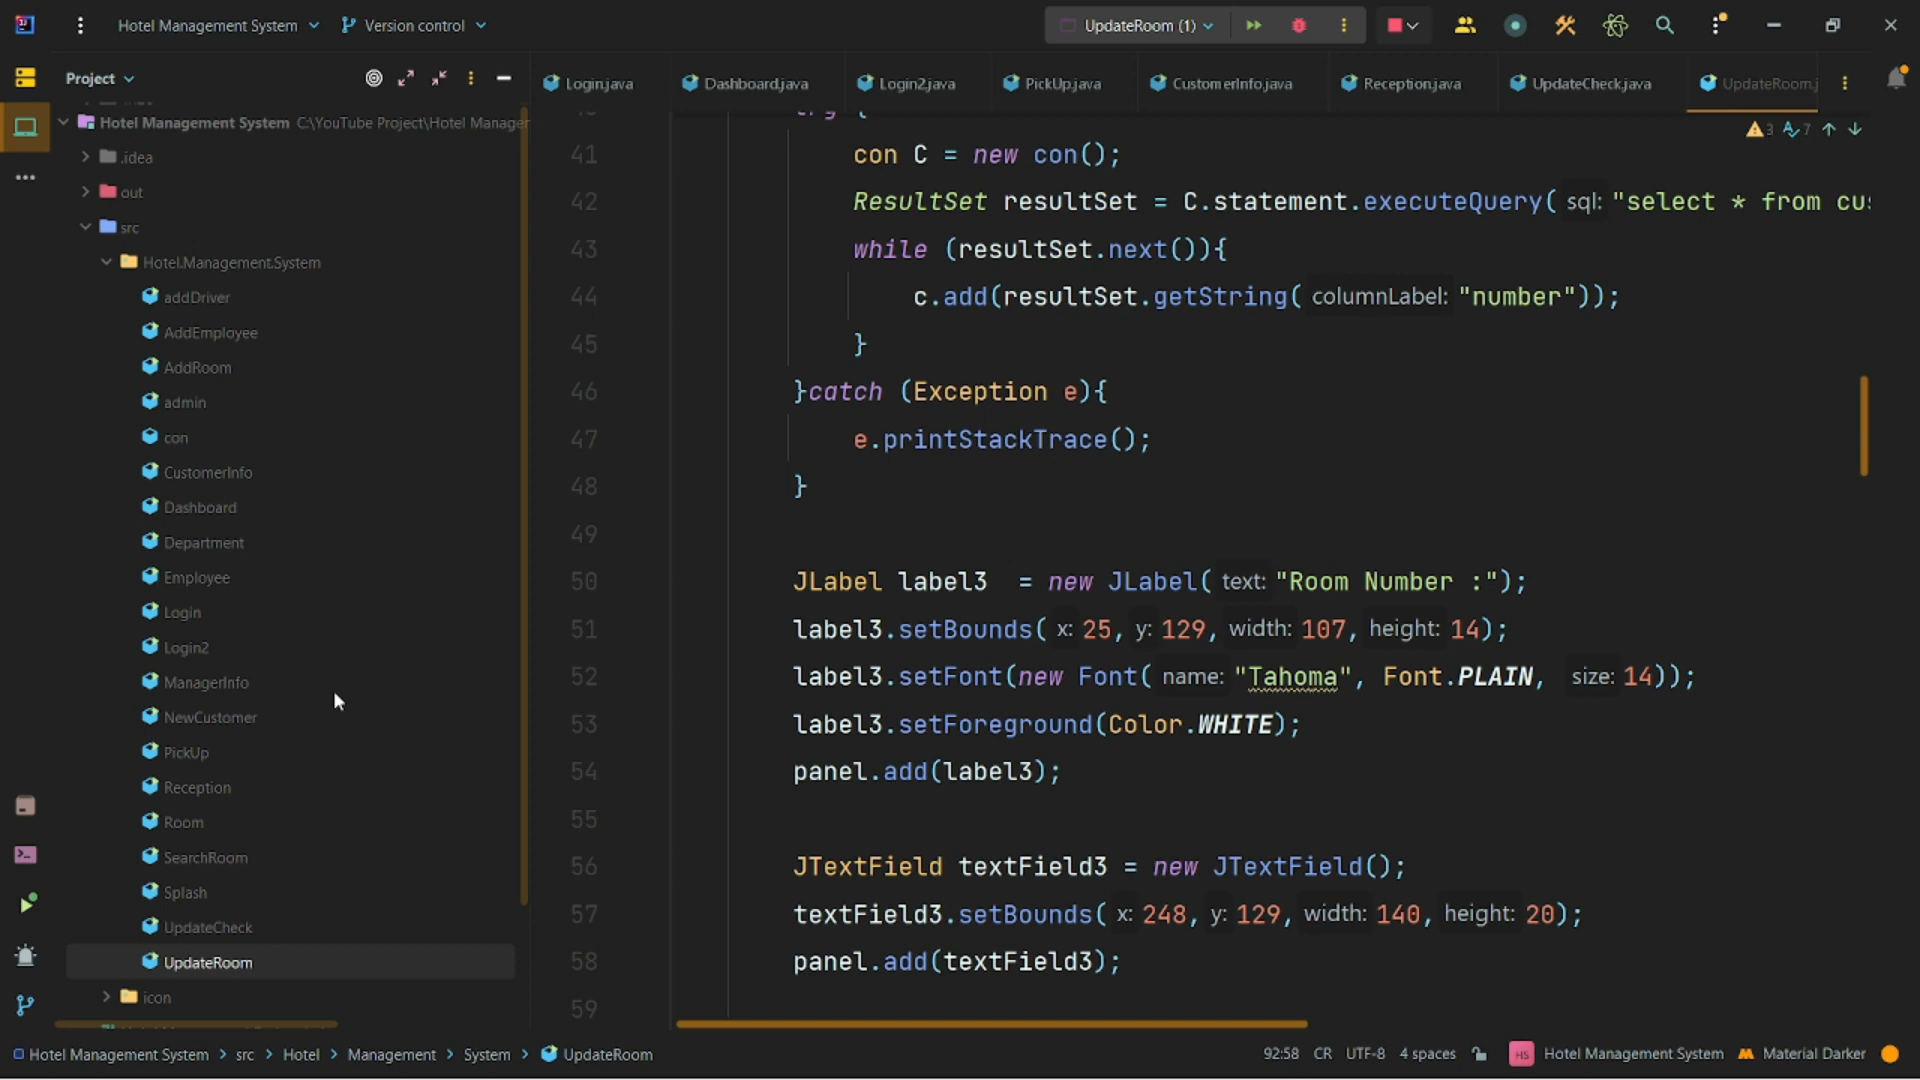 Hotel Management System Version control UpdateRoom (1)
Project
Login.java Dashboard.java Login2.java PickUp.java CustomerInfo.java Reception.java UpdateCheck.java UpdateRoom.j
Hotel Management System C:\YouTube Project\Hotel Manager
.idea
out
src
Hotel.Management.System
addDriver
AddEmployee
AddRoom
admin
con
CustomerInfo
Dashboard
Department
Employee
Login
Login2
ManagerInfo
NewCustomer
PickUp
Reception
Room
SearchRoom
Splash
UpdateCheck
UpdateRoom
icon
3 7
try {
41 con C = new con();
42 ResultSet resultSet = C.statement.executeQuery( sql: "select * from cus
43 while (resultSet.next()){
44 c.add(resultSet.getString( columnLabel: "number"));
45 }
46 }catch (Exception e){
47 e.printStackTrace();
48 }
49
50 JLabel label3 = new JLabel( text: "Room Number :");
51 label3.setBounds( x: 25, y: 129, width: 107, height: 14);
52 label3.setFont(new Font( name: "Tahoma", Font.PLAIN, size: 14));
53 label3.setForeground(Color.WHITE);
54 panel.add(label3);
55
56 JTextField textField3 = new JTextField();
57 textField3.setBounds( x: 248, y: 129, width: 140, height: 20);
58 panel.add(textField3);
59
Hotel Management System > src > Hotel > Management > System > UpdateRoom
92:58 CR UTF-8 4 spaces HS Hotel Management System Material Darker